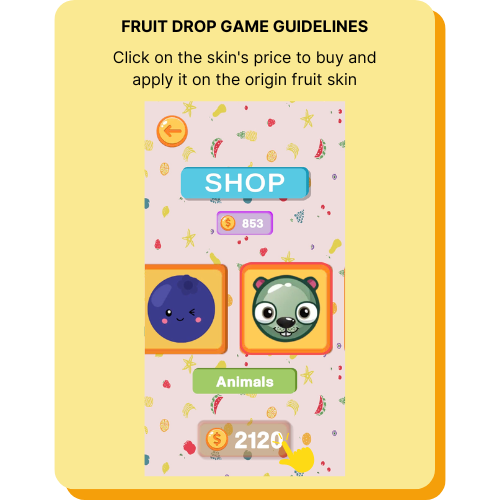 FRUIT DROP GAME GUIDELINES
Click on the skin's price to buy and
apply it on the origin fruit skin
SHOP
$ 853
Animals
$ 2120